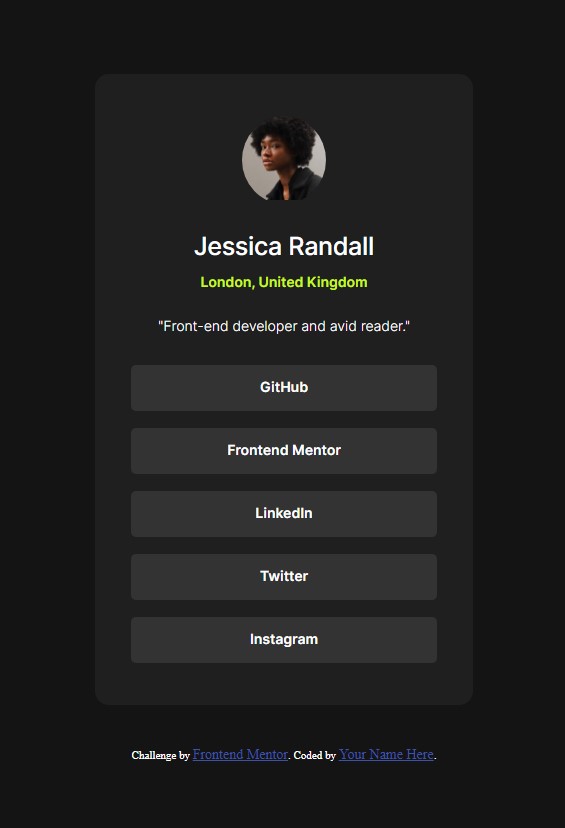 Jessica Randall
London, United Kingdom
"Front-end developer and avid reader."
GitHub
Frontend Mentor
LinkedIn
Twitter
Instagram
Challenge by Frontend Mentor. Coded by Your Name Here.